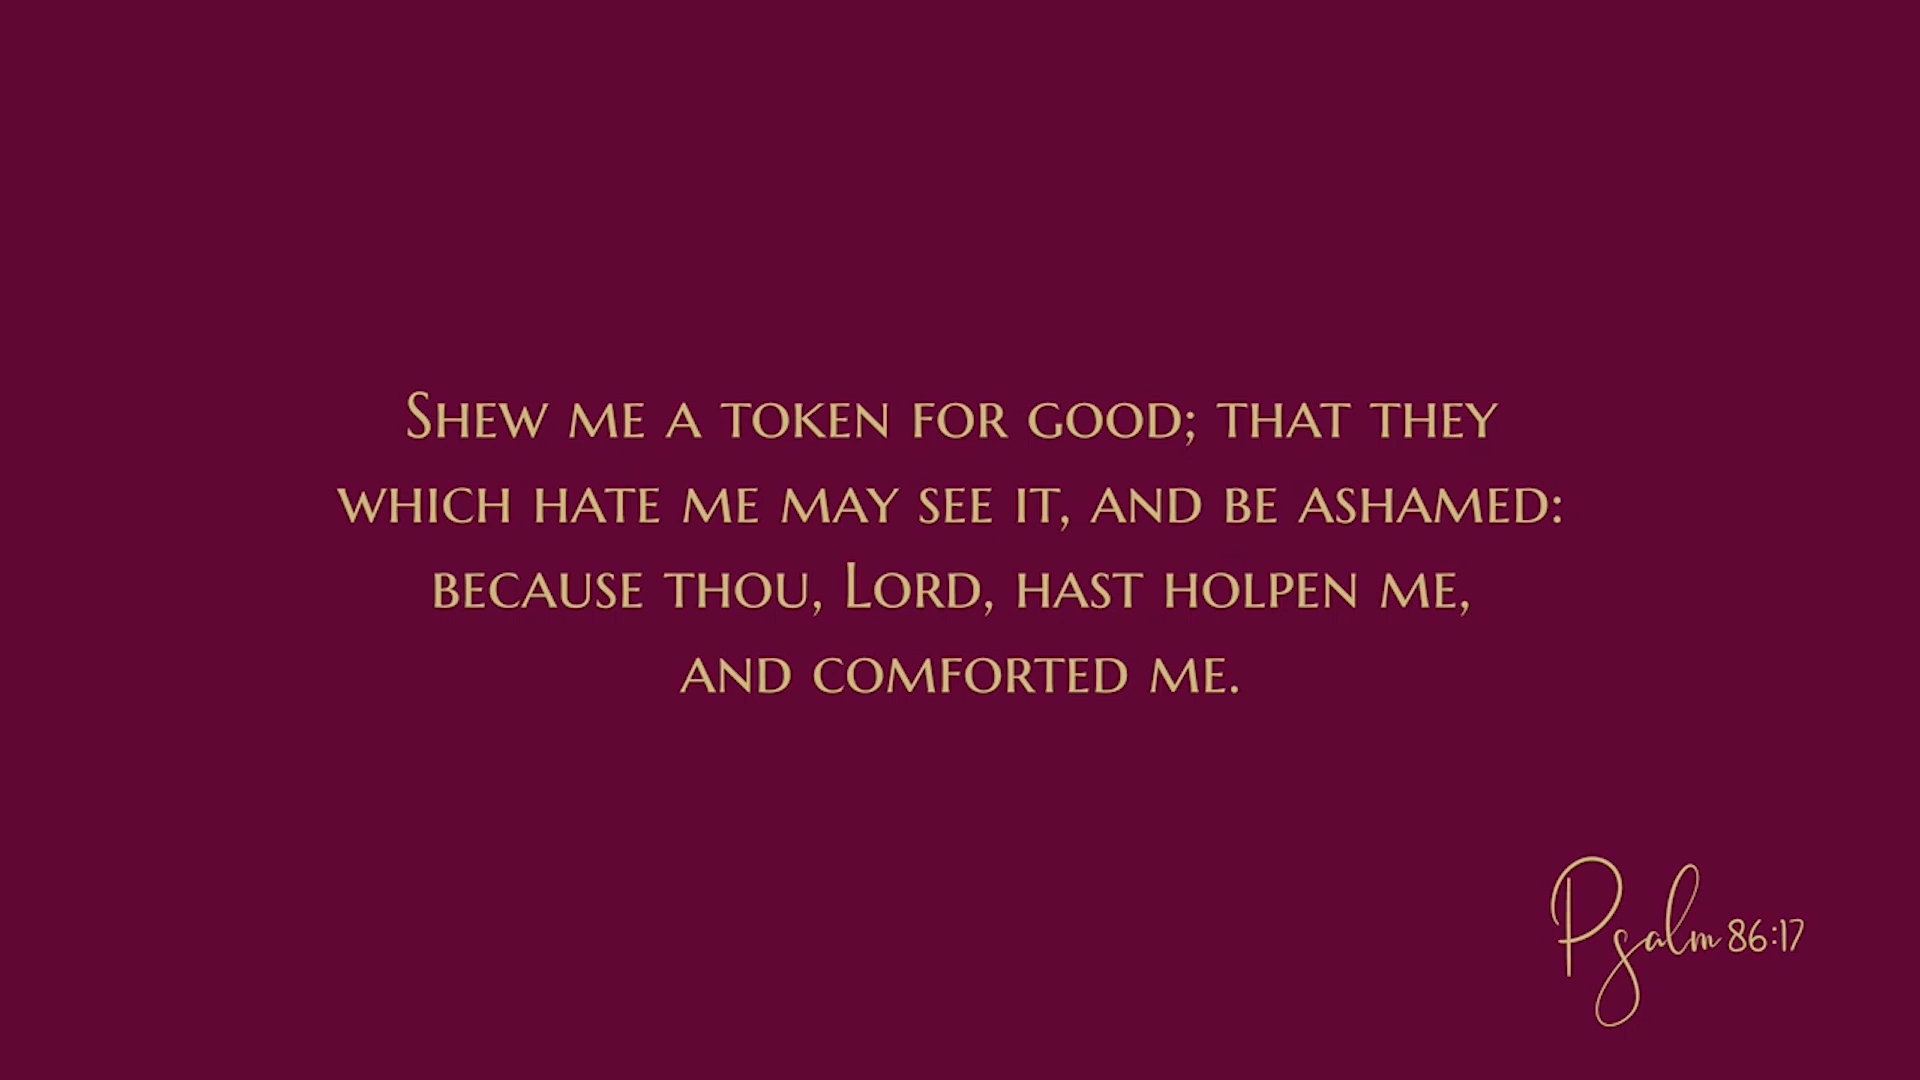 Shew me a token for good; that they
which hate me may see it, and be ashamed:
because thou, Lord, hast holpen me,
and comforted me.
Psalm 86:17